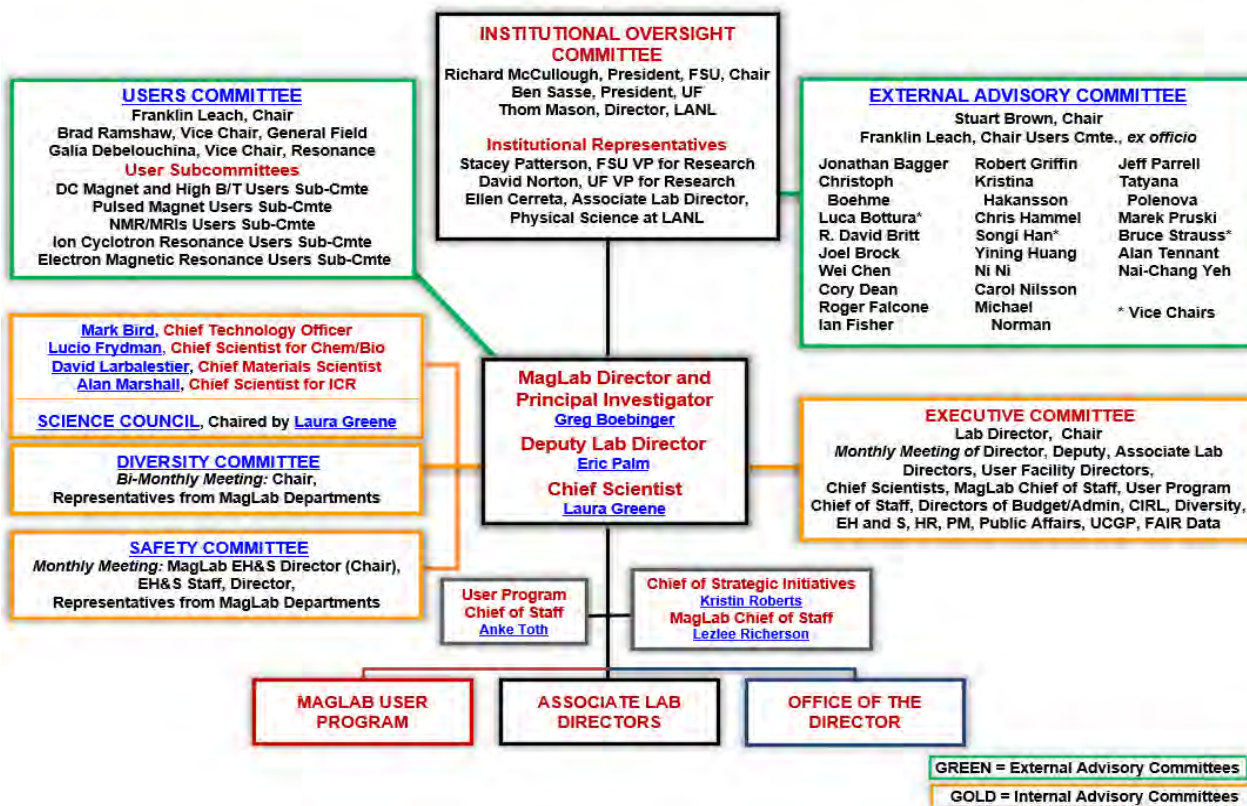 INSTITUTIONAL OVERSIGHT
COMMITTEE
Richard McCullough, President, FSU, Chair
Ben Sasse, President, UF
Thom Mason, Director, LANL
Institutional Representatives
Stacey Patterson, FSU VP for Research
David Norton, UF VP for Research
Ellen Cerreta, Associate Lab Director,
Physical Science at LANL
USERS COMMITTEE
Franklin Leach, Chair
Brad Ramshaw, Vice Chair, General Field
Galia Debelouchina, Vice Chair, Resonance
User Subcommittees
DC Magnet and High B/T Users Sub-Cmte
Pulsed Magnet Users Sub-Cmte
NMR/MRIs Users Sub-Cmte
Ion Cyclotron Resonance Users Sub-Cmte
Electron Magnetic Resonance Users Sub-Cmte
EXTERNAL ADVISORY COMMITTEE
Stuart Brown, Chair
Franklin Leach, Chair Users Cmte., ex officio
Jonathan Bagger
Christoph
Boehme
Luca Bottura*
R. David Britt
Joel Brock
Wei Chen
Cory Dean
Roger Falcone
Ian Fisher
Robert Griffin
Kristina
Hakansson
Chris Hammel
Songi Han*
Yining Huang
Ni Ni
Carol Nilsson
Michael
Norman
Jeff Parrell
Tatyana
Polenova
Marek Pruski
Bruce Strauss*
Alan Tennant
Nai-Chang Yeh
* Vice Chairs
Mark Bird, Chief Technology Officer
Lucio Frydman, Chief Scientist for Chem/Bio
David Larbalestier, Chief Materials Scientist
Alan Marshall, Chief Scientist for ICR
SCIENCE COUNCIL, Chaired by Laura Greene
DIVERSITY COMMITTEE
Bi-Monthly Meeting: Chair,
Representatives from MagLab Departments
SAFETY COMMITTEE
Monthly Meeting: MagLab EH&S Director (Chair),
EH&S Staff, Director,
Representatives from MagLab Departments
MagLab Director and
Principal Investigator
Greg Boebinger
Deputy Lab Director
Eric Palm
Chief Scientist
Laura Greene
EXECUTIVE COMMITTEE
Lab Director, Chair
Monthly Meeting of Director, Deputy, Associate Lab
Directors, User Facility Directors,
Chief Scientists, MagLab Chief of Staff, User Program
Chief of Staff, Directors of Budget/Admin, CIRL, Diversity,
EH and S, HR, PM, Public Affairs, UCGP, FAIR Data
User Program
Chief of Staff
Anke Toth
Chief of Strategic Initiatives
Kristin Roberts
MagLab Chief of Staff
Lezlee Richerson
MAGLAB USER
PROGRAM
ASSOCIATE LAB
DIRECTORS
OFFICE OF THE
DIRECTOR
GREEN = External Advisory Committees
GOLD = Internal Advisory Committees